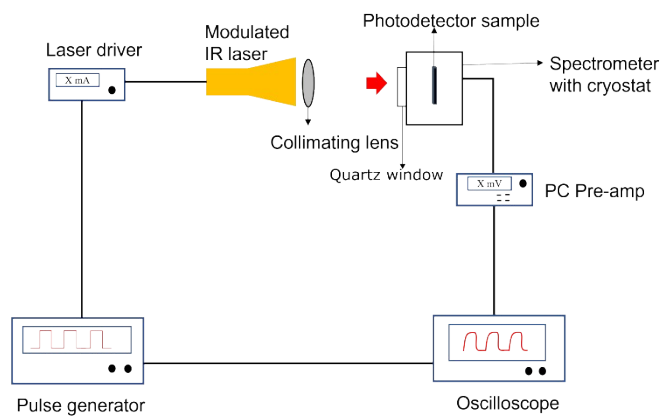 Photodetector sample
Modulated
IR laser
Laser driver
X mA
Spectrometer
with cryostat
Collimating lens
Quartz window
X mV
PC Pre-amp
Pulse generator
Oscilloscope